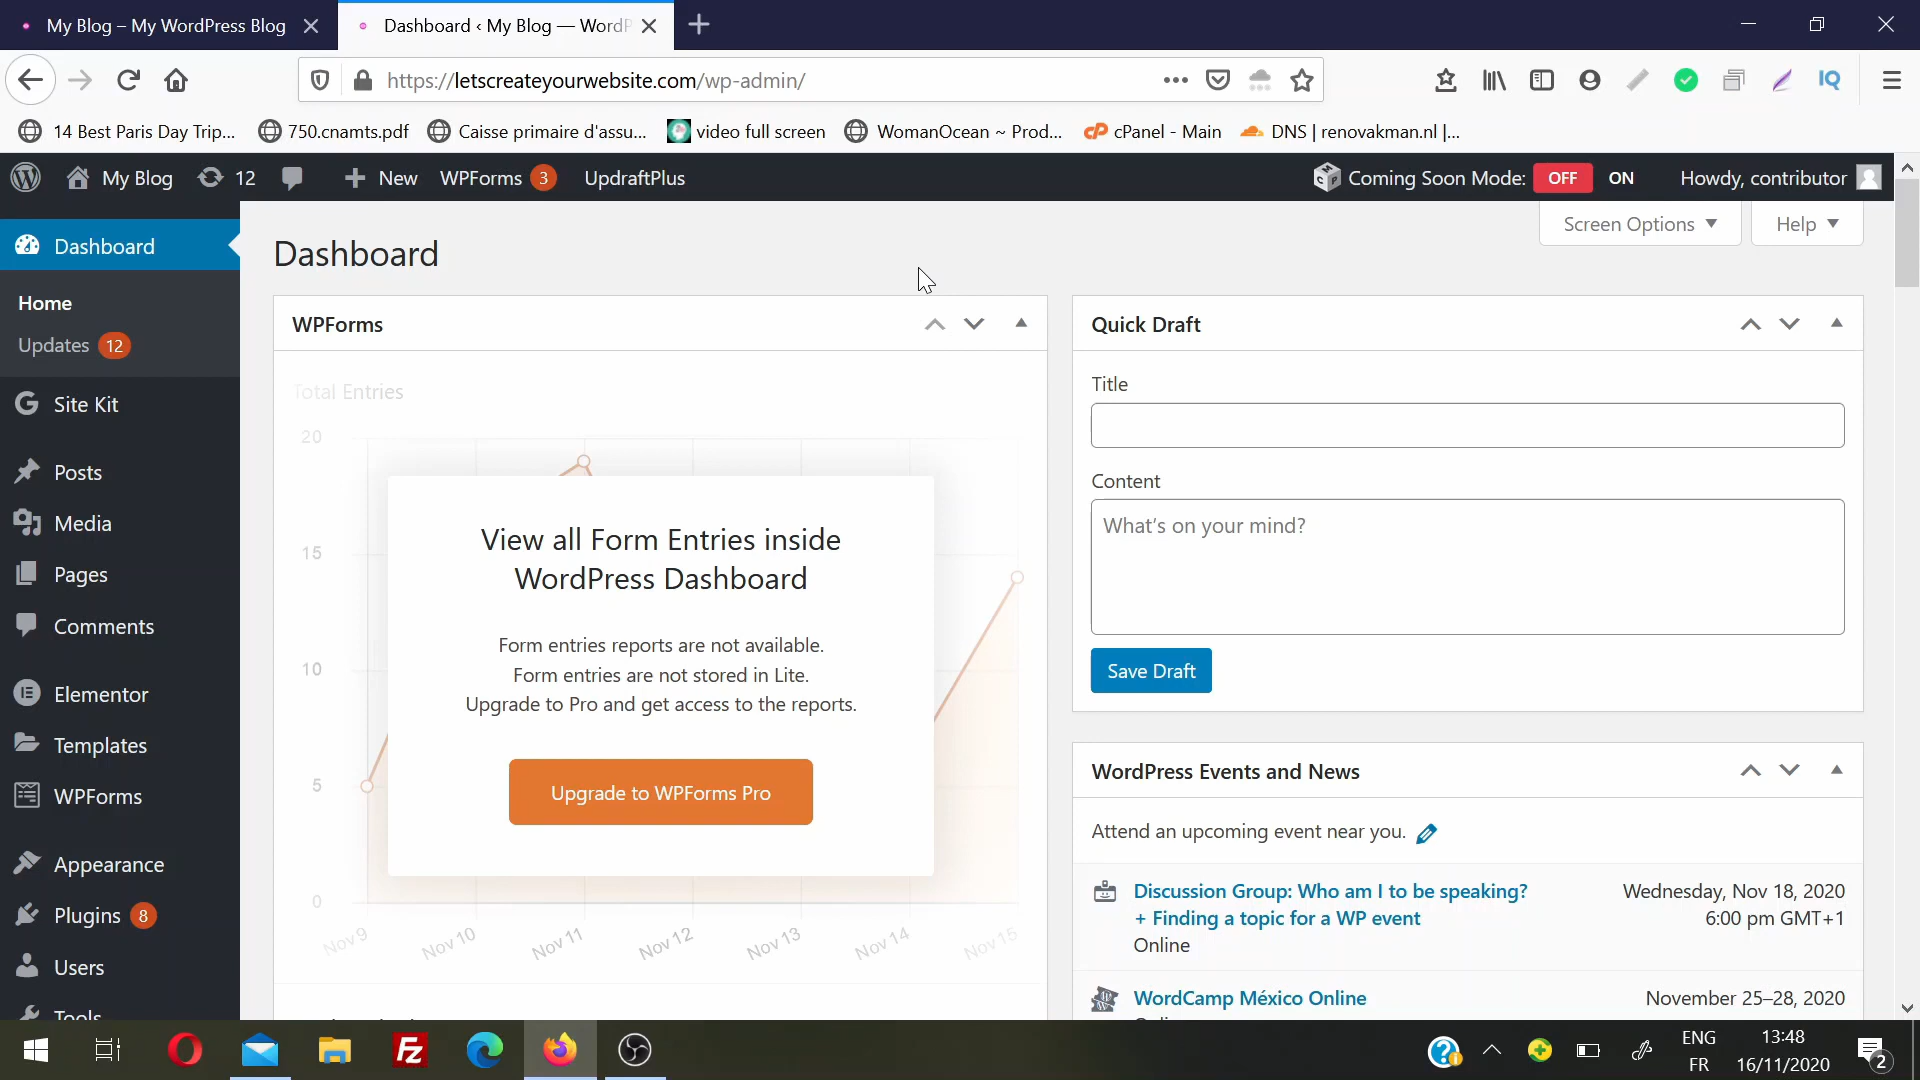 My Blog – My WordPress Blog
Dashboard ‹ My Blog — WordP
https://letscreateyourwebsite.com/wp-admin/
14 Best Paris Day Trip...
750.cnamts.pdf
Caisse primaire d'assu...
video full screen
WomanOcean ~ Prod...
cPanel - Main
DNS | renovakman.nl |...
My Blog
12
New
WPForms 3
UpdraftPlus
Coming Soon Mode: OFF ON
Howdy, contributor
Screen Options
Help
Dashboard
Home
Updates 12
Site Kit
Posts
Media
Pages
Comments
Elementor
Templates
WPForms
Appearance
Plugins 8
Users
Tools
Dashboard
WPForms
Total Entries
20
15
10
5
0
Nov 9
Nov 10
Nov 11
Nov 12
Nov 13
Nov 14
Nov 15
View all Form Entries inside
WordPress Dashboard
Form entries reports are not available.
Form entries are not stored in Lite.
Upgrade to Pro and get access to the reports.
Upgrade to WPForms Pro
Quick Draft
Title
Content
What's on your mind?
Save Draft
WordPress Events and News
Attend an upcoming event near you.
Discussion Group: Who am I to be speaking?
+ Finding a topic for a WP event
Online
Wednesday, Nov 18, 2020
6:00 pm GMT+1
WordCamp México Online
November 25–28, 2020
ENG
FR
13:48
16/11/2020
2